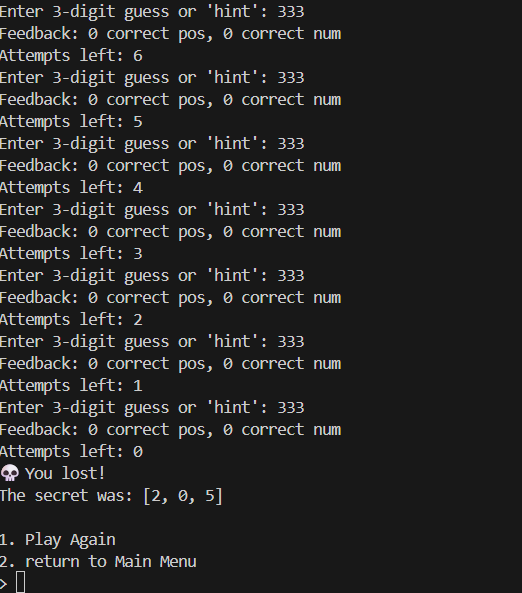 Enter 3-digit guess or 'hint': 333
Feedback: 0 correct pos, 0 correct num
Attempts left: 6
Enter 3-digit guess or 'hint': 333
Feedback: 0 correct pos, 0 correct num
Attempts left: 5
Enter 3-digit guess or 'hint': 333
Feedback: 0 correct pos, 0 correct num
Attempts left: 4
Enter 3-digit guess or 'hint': 333
Feedback: 0 correct pos, 0 correct num
Attempts left: 3
Enter 3-digit guess or 'hint': 333
Feedback: 0 correct pos, 0 correct num
Attempts left: 2
Enter 3-digit guess or 'hint': 333
Feedback: 0 correct pos, 0 correct num
Attempts left: 1
Enter 3-digit guess or 'hint': 333
Feedback: 0 correct pos, 0 correct num
Attempts left: 0
💀 You lost!
The secret was: [2, 0, 5]

1. Play Again
2. return to Main Menu
>